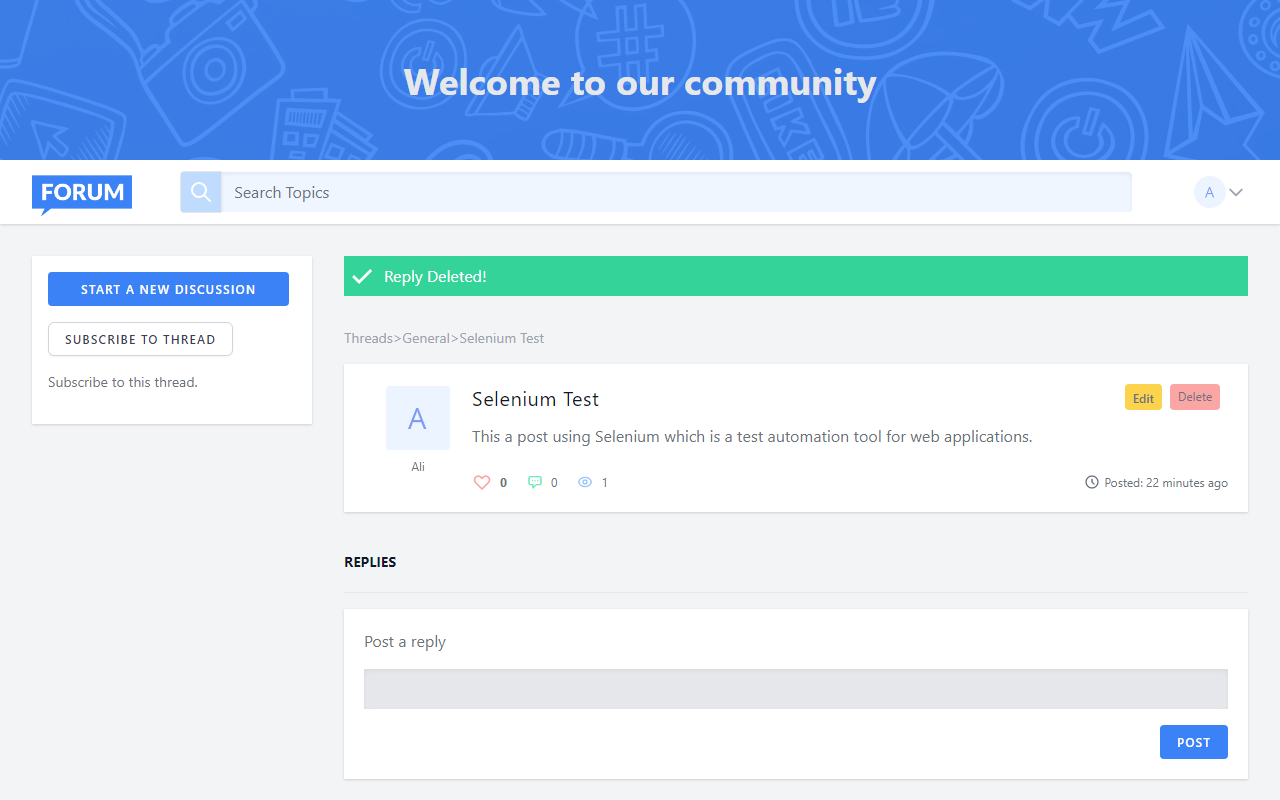 Welcome to our community
FORUM
Search Topics
A
START A NEW DISCUSSION
SUBSCRIBE TO THREAD
Subscribe to this thread.
Reply Deleted!
Threads>General>Selenium Test
A
Ali
Selenium Test
Edit
Delete
This a post using Selenium which is a test automation tool for web applications.
0
0
1
Posted: 22 minutes ago
REPLIES
Post a reply
POST